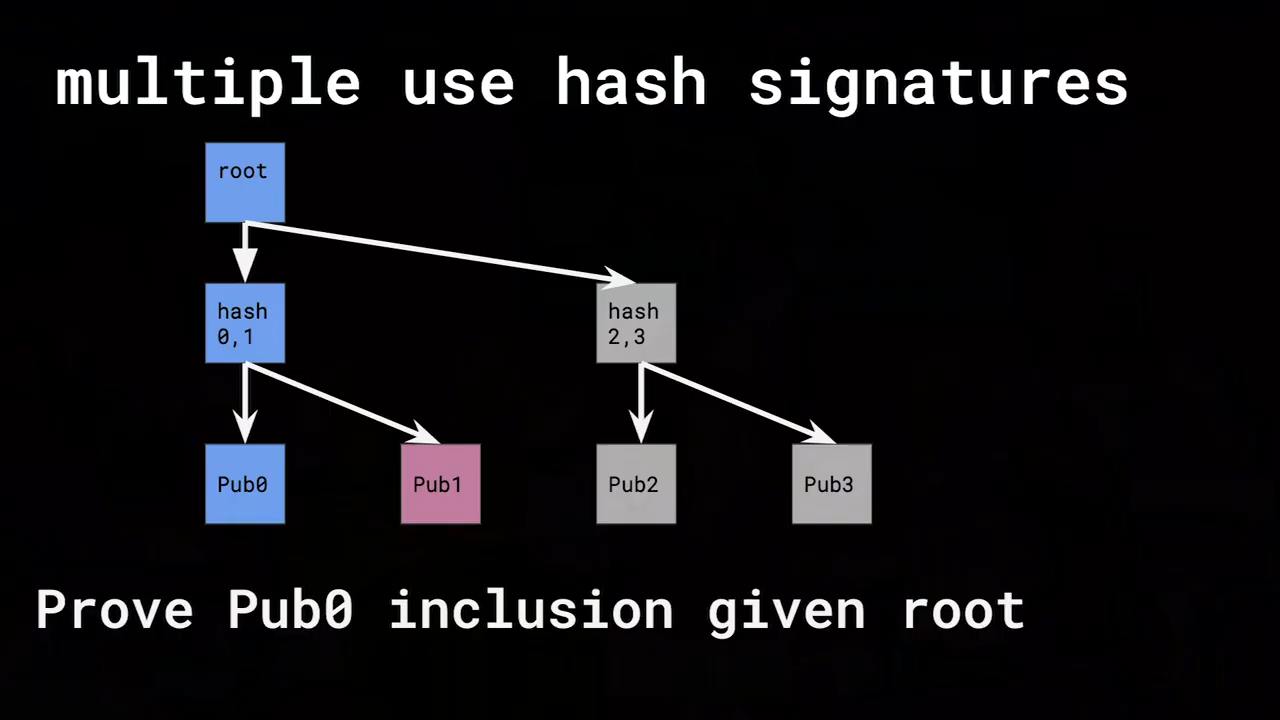 multiple use hash signatures
root
hash
0,1
hash
2,3
Pub0
Pub1
Pub2
Pub3
Prove Pub0 inclusion given root